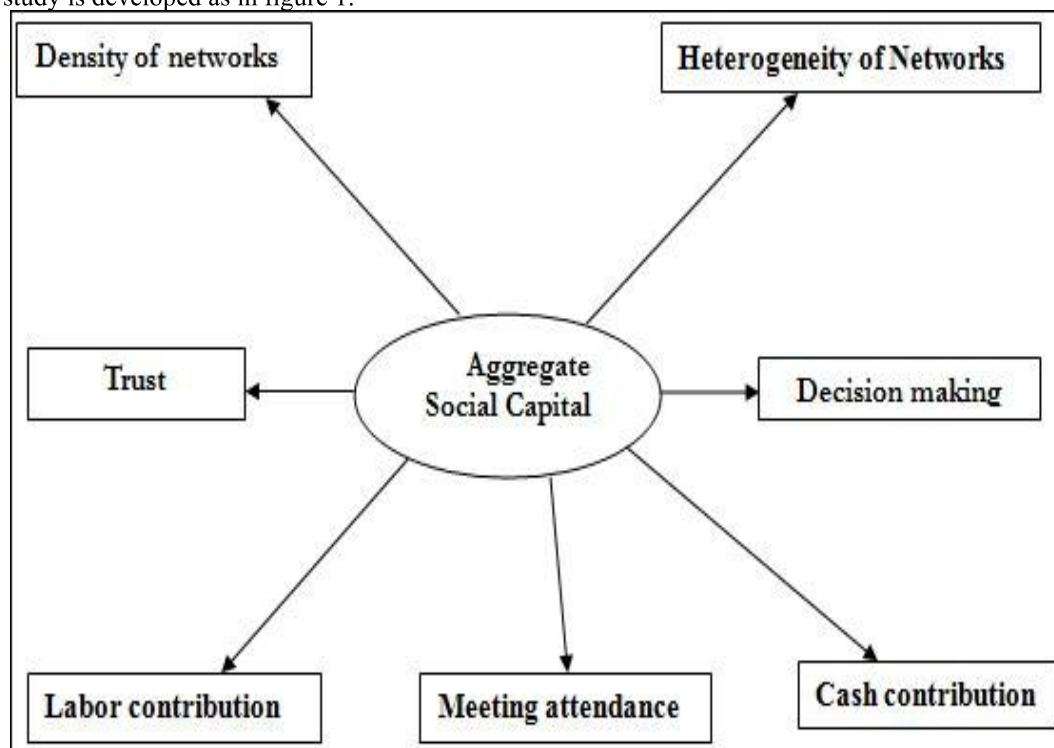 study is developed as in figure 1.
Density of networks
Heterogeneity of Networks
Aggregate
Social Capital
Trust
Decision making
Labor contribution
Meeting attendance
Cash contribution